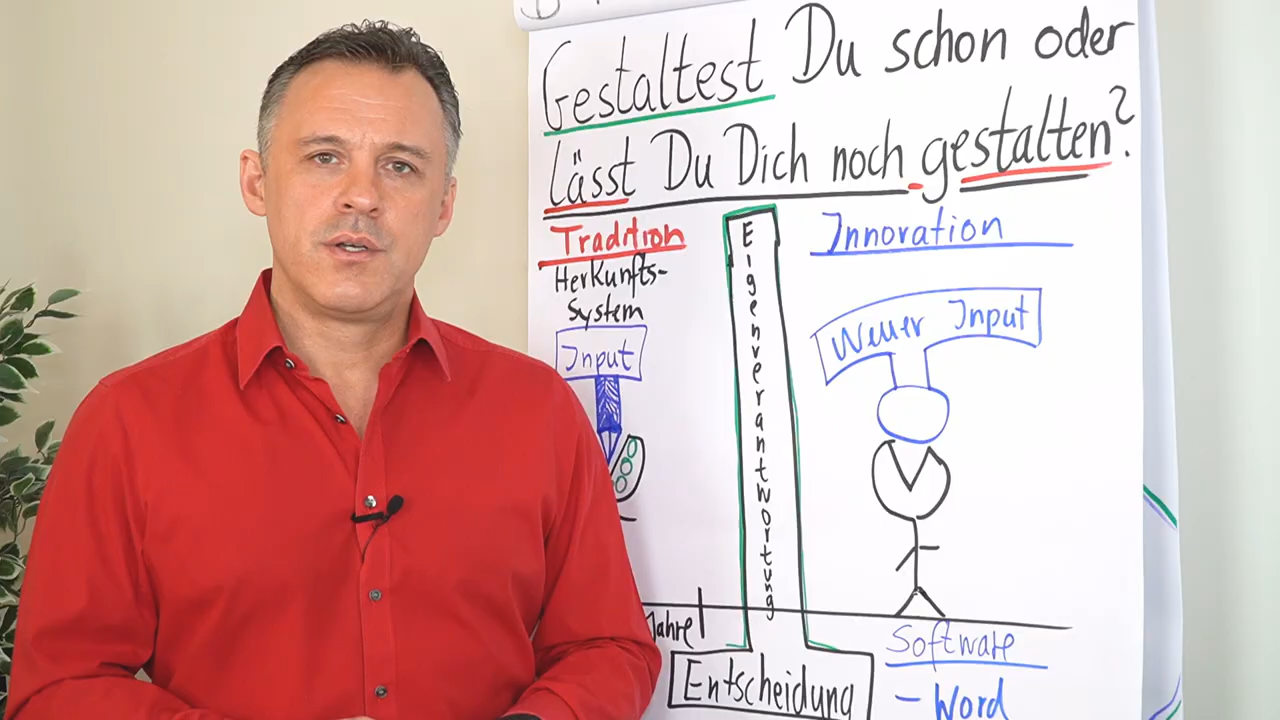 Gestaltest Du schon oder
lässt Du Dich noch gestalten?
Tradition
Herkunfts-
System
Input
Eigenverantwortung
Innovation
Neuer Input
Jahre
Entscheidung
Software
- Word